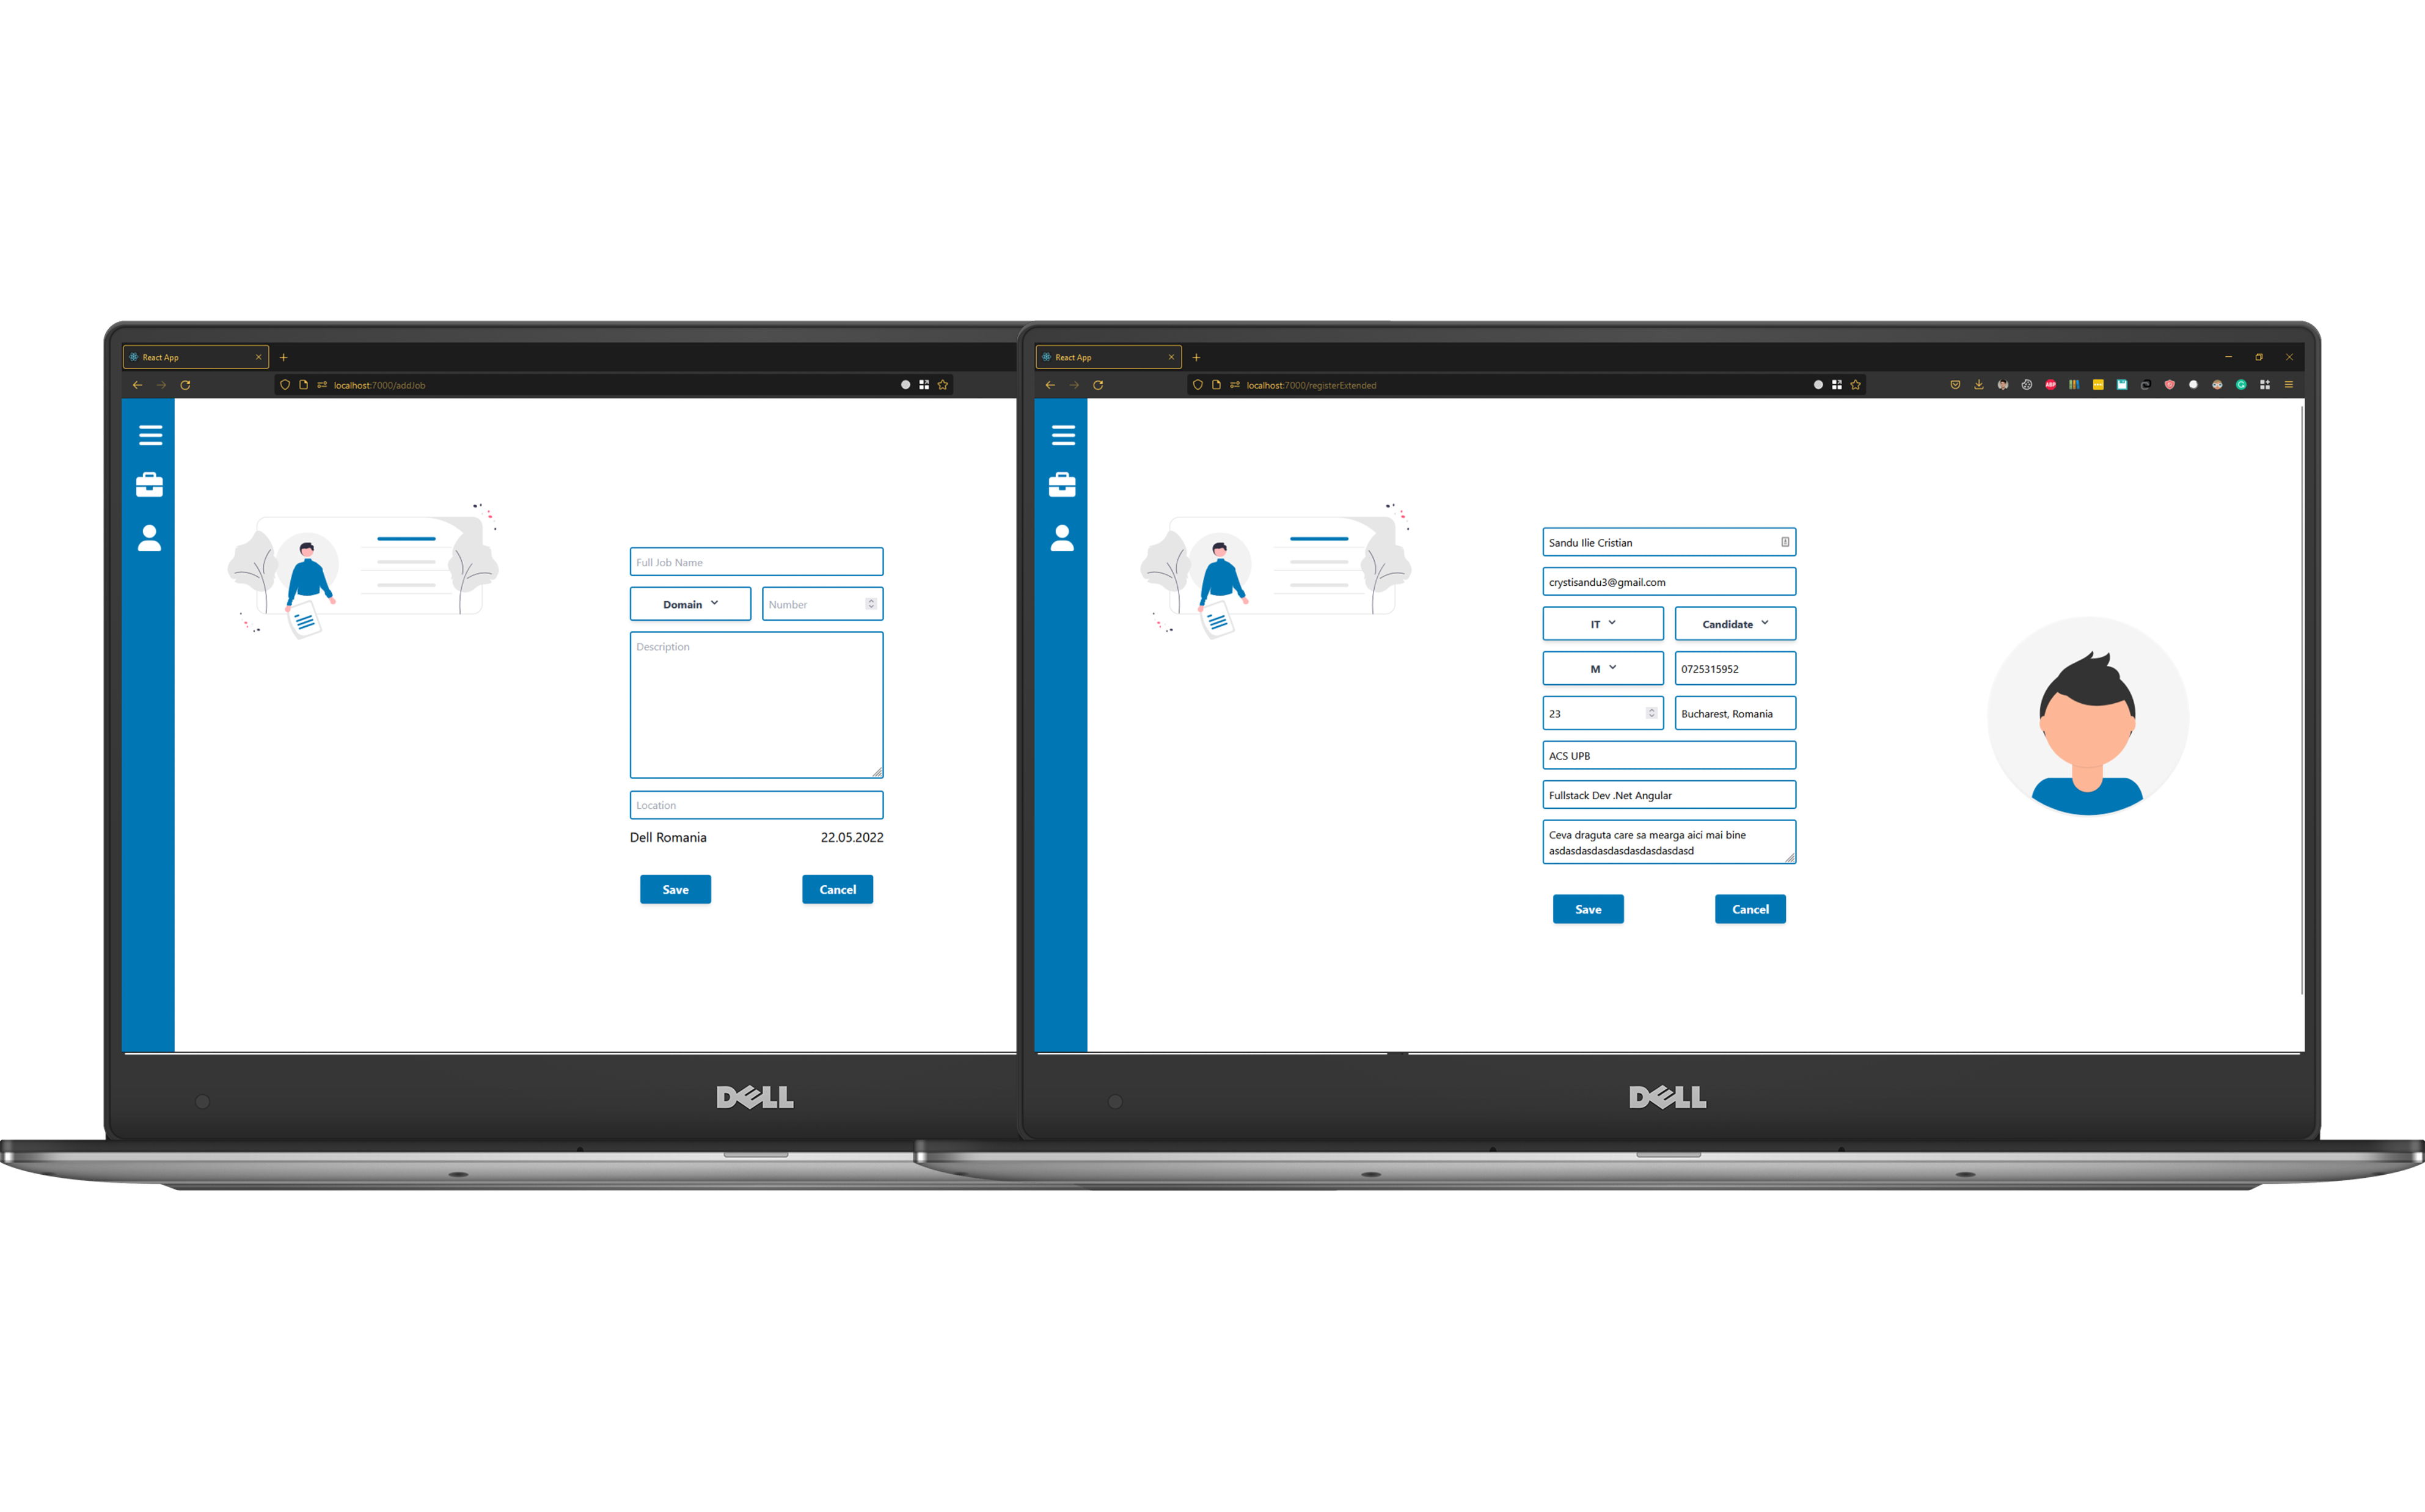 React App
localhost:7000/addJob
Full Job Name
Domain
Number
Description
Location
Dell Romania
22.05.2022
Save
Cancel
DELL
React App
localhost:7000/registerExtended
ABP
Sandu Ilie Cristian
crystisandu3@gmail.com
IT
Candidate
M
0725315952
23
Bucharest, Romania
ACS UPB
Fullstack Dev .Net Angular
Ceva draguta care sa mearga aici mai bine
asdasdasdasdasdasdasdasdasd
Save
Cancel
DELL